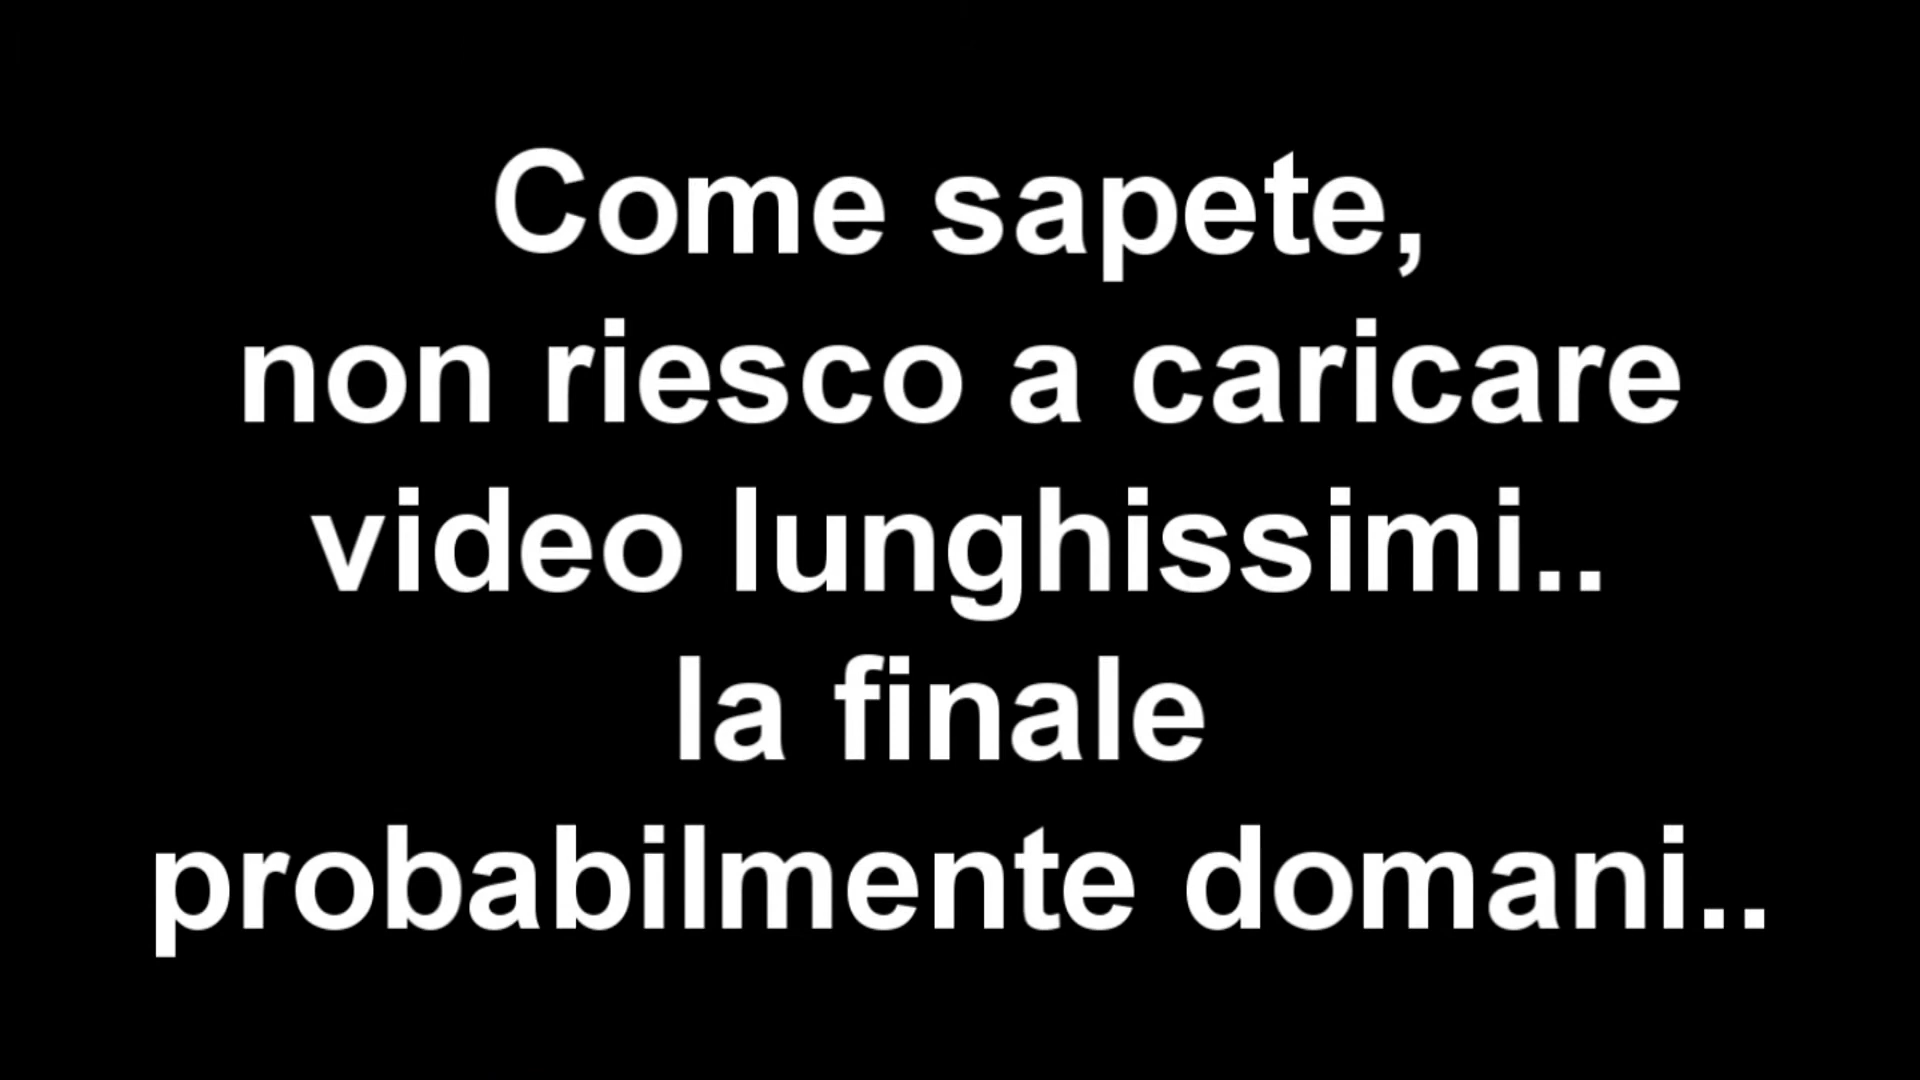 Come sapete,
non riesco a caricare
video lunghissimi..
la finale
probabilmente domani..